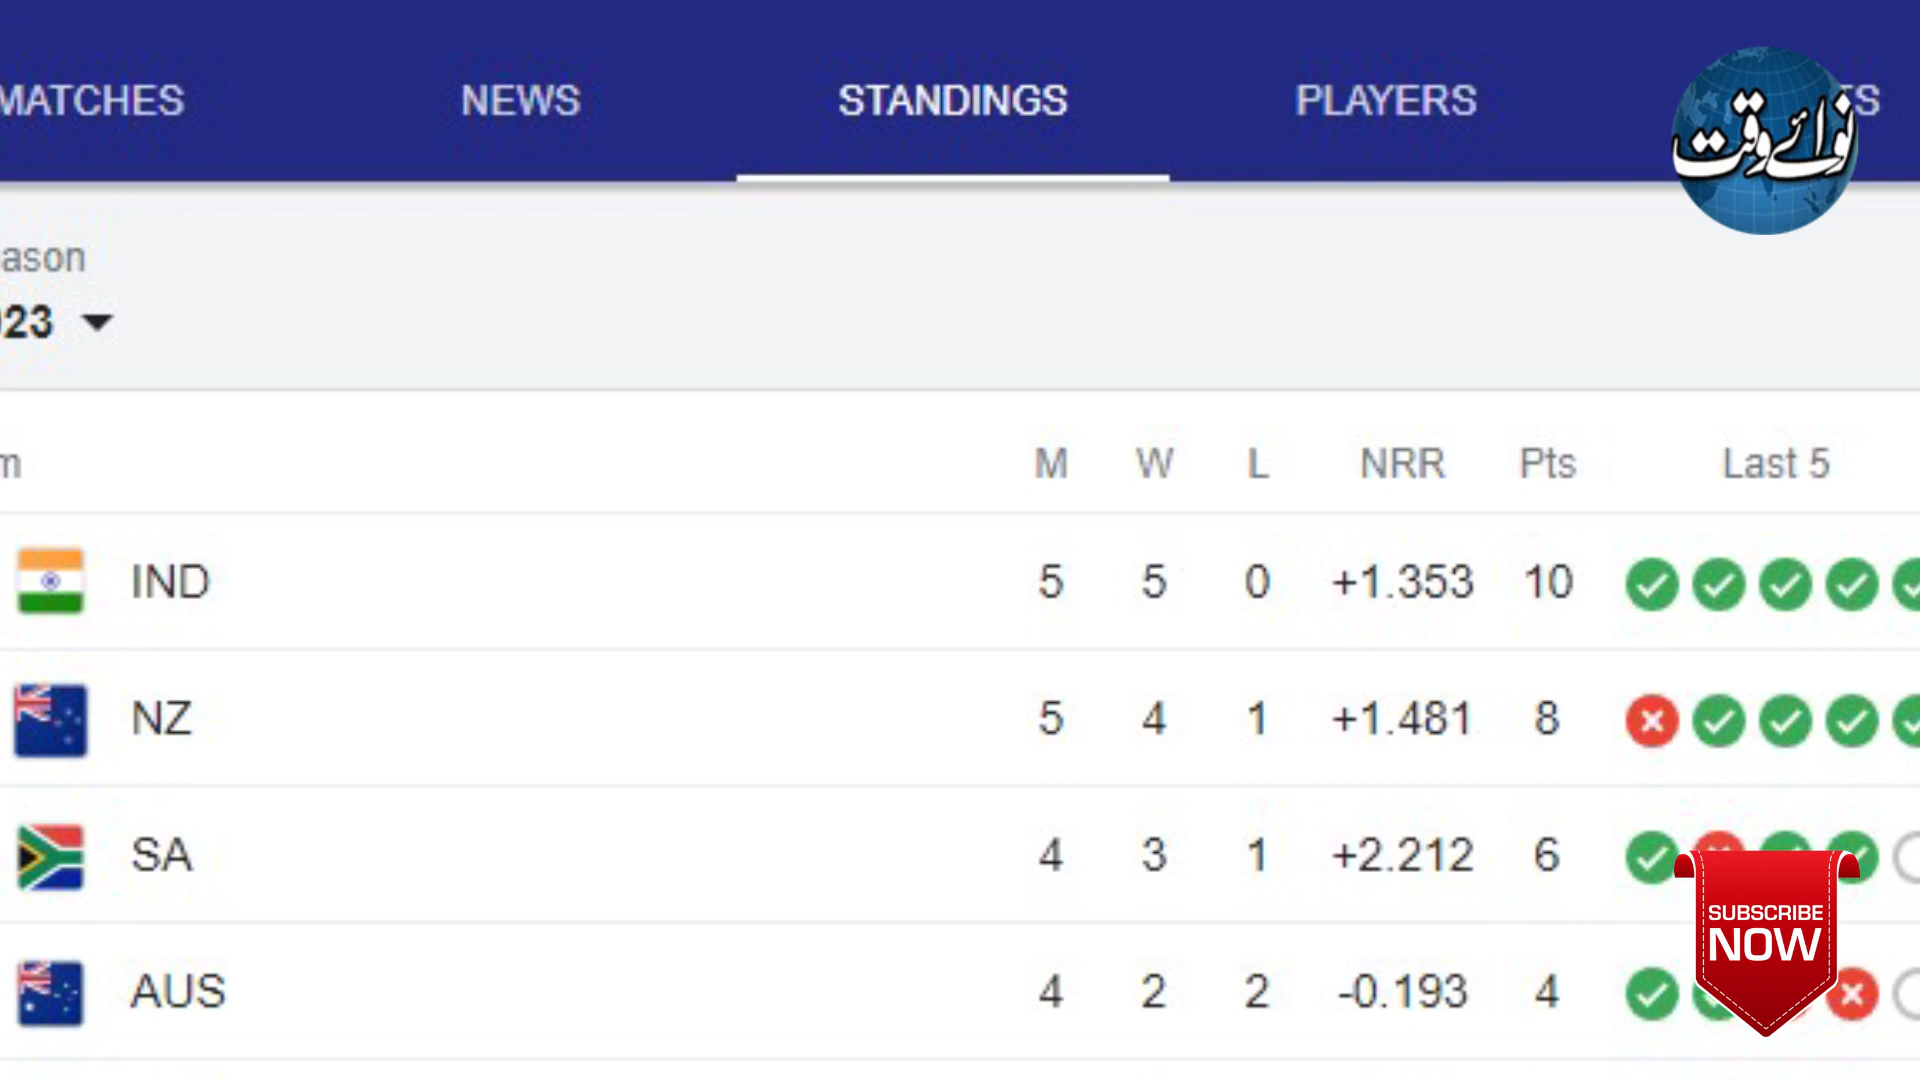 MATCHES NEWS STANDINGS PLAYERS TS
نوائے وقت
ason
023
m M W L NRR Pts Last 5
IND 5 5 0 +1.353 10
NZ 5 4 1 +1.481 8
SA 4 3 1 +2.212 6
AUS 4 2 2 -0.193 4
SUBSCRIBE
NOW